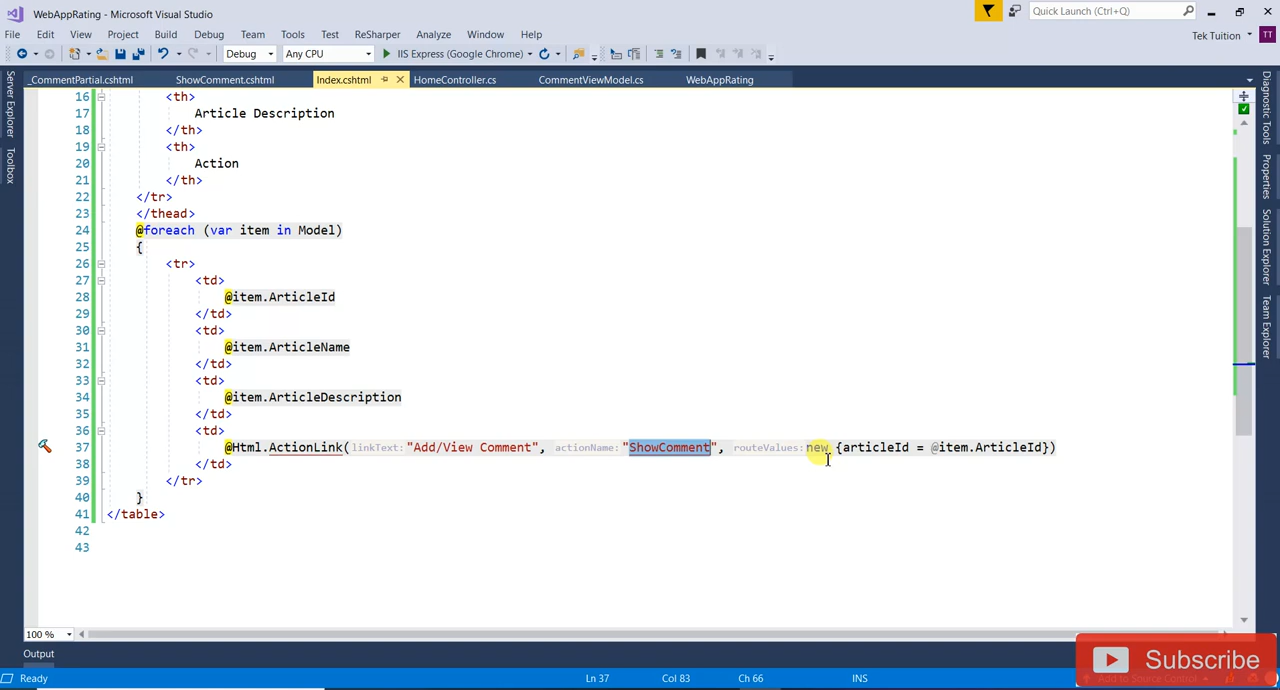 WebAppRating - Microsoft Visual Studio
Quick Launch (Ctrl+Q)
File Edit View Project Build Debug Team Tools Test ReSharper Analyze Window Help
Tek Tuition TT
Debug Any CPU IIS Express (Google Chrome)
_CommentPartial.cshtml ShowComment.cshtml Index.cshtml HomeController.cs CommentViewModel.cs WebAppRating
Server Explorer
Toolbox
Diagnostic Tools
Properties
Solution Explorer
Team Explorer
16 <th>
17 Article Description
18 </th>
19 <th>
20 Action
21 </th>
22 </tr>
23 </thead>
24 @foreach (var item in Model)
25 {
26 <tr>
27 <td>
28 @item.ArticleId
29 </td>
30 <td>
31 @item.ArticleName
32 </td>
33 <td>
34 @item.ArticleDescription
35 </td>
36 <td>
37 @Html.ActionLink(linkText: "Add/View Comment", actionName: "ShowComment", routeValues: new {articleId = @item.ArticleId})
38 </td>
39 </tr>
40 }
41 </table>
42
43
100 %
Output
Subscribe
Ready Ln 37 Col 83 Ch 66 INS Add to Source Control